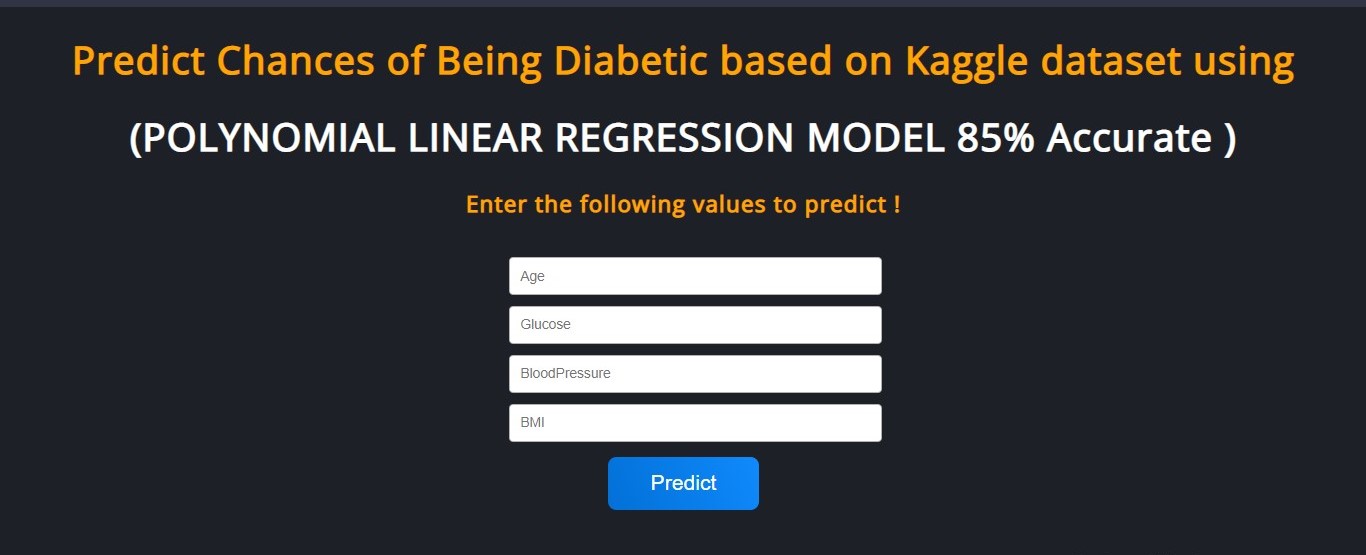 Predict Chances of Being Diabetic based on Kaggle dataset using
(POLYNOMIAL LINEAR REGRESSION MODEL 85% Accurate )
Enter the following values to predict !
Age
Glucose
BloodPressure
BMI
Predict